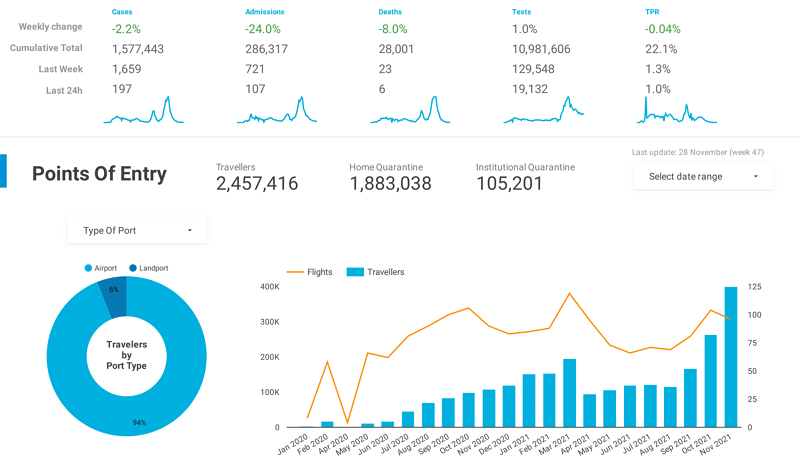 Cases Admissions Deaths Tests TPR
Weekly change -2.2% -24.0% -8.0% 1.0% -0.04%
Cumulative Total 1,577,443 286,317 28,001 10,981,606 22.1%
Last Week 1,659 721 23 129,548 1.3%
Last 24h 197 107 6 19,132 1.0%
Last update: 28 November (week 47)
Points Of Entry
Travellers Home Quarantine Institutional Quarantine
2,457,416 1,883,038 105,201
Select date range
Type Of Port
Airport Landport
6%
Travelers
by
Port Type
94%
Flights Travellers
400K 125
300K 100
75
200K
50
100K
25
0 0
Jan 2020 Feb 2020 Apr 2020 May 2020 Jun 2020 Jul 2020 Aug 2020 Sep 2020 Oct 2020 Nov 2020 Dec 2020 Jan 2021 Feb 2021 Mar 2021 Apr 2021 May 2021 Jun 2021 Jul 2021 Aug 2021 Sep 2021 Oct 2021 Nov 2021